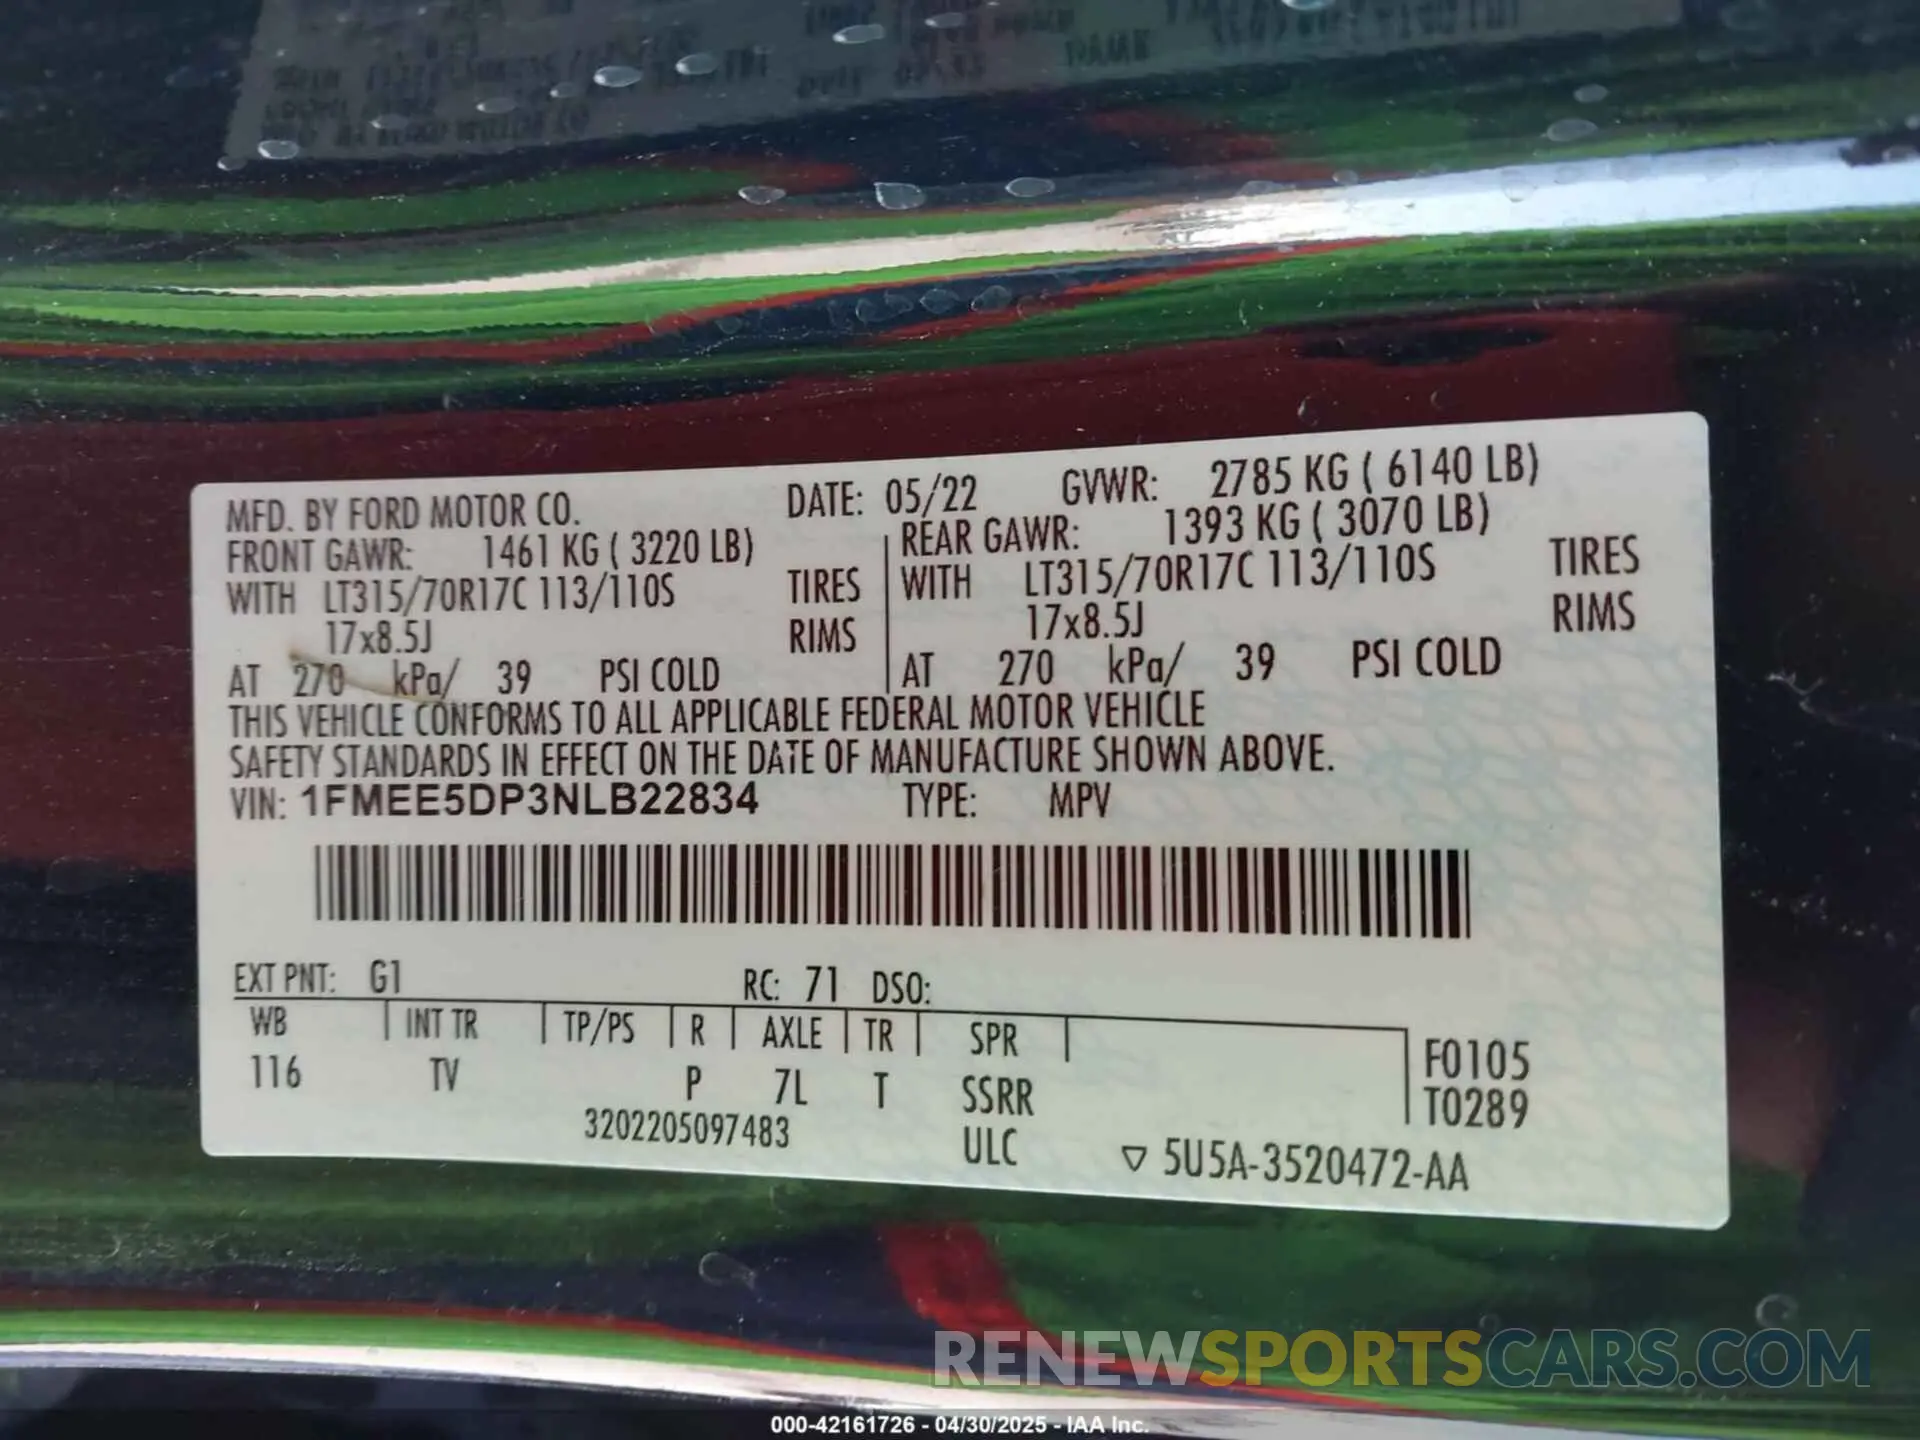 MFD. BY FORD MOTOR CO. DATE: 05/22 GVWR: 2785 KG ( 6140 LB)
FRONT GAWR: 1461 KG ( 3220 LB) REAR GAWR: 1393 KG ( 3070 LB)
WITH LT315/70R17C 113/110S TIRES WITH LT315/70R17C 113/110S TIRES
17x8.5J RIMS 17x8.5J RIMS
AT 270 kPa/ 39 PSI COLD AT 270 kPa/ 39 PSI COLD
THIS VEHICLE CONFORMS TO ALL APPLICABLE FEDERAL MOTOR VEHICLE
SAFETY STANDARDS IN EFFECT ON THE DATE OF MANUFACTURE SHOWN ABOVE.
VIN: 1FMEE5DP3NLB22834 TYPE: MPV
EXT PNT: G1 RC: 71 DSO:
WB INT TR TP/PS R AXLE TR SPR F0105
116 TV P 7L T SSRR T0289
3202205097483 ULC ▽ 5U5A-3520472-AA
RENEWSPORTSCARS.COM
000-42161726 - 04/30/2025 - IAA Inc.